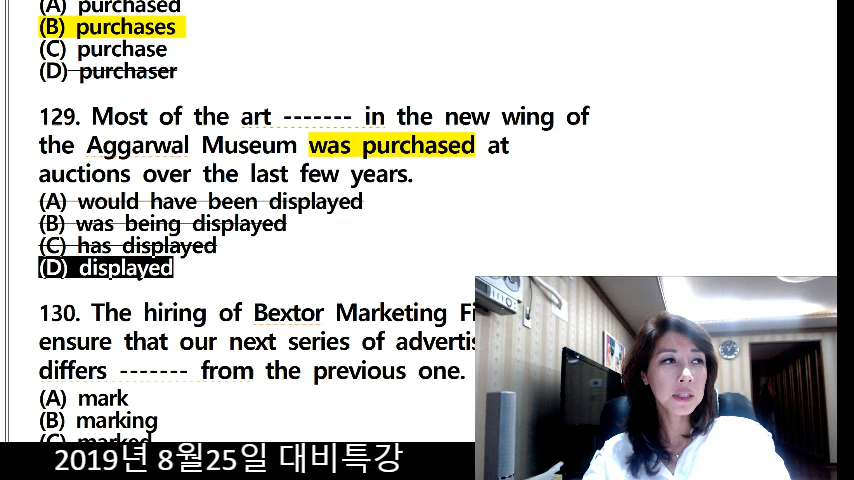 (A) purchased
(B) purchases
(C) purchase
(D) purchaser
129. Most of the art ------- in the new wing of
the Aggarwal Museum was purchased at
auctions over the last few years.
(A) would have been displayed
(B) was being displayed
(C) has displayed
(D) displayed
130. The hiring of Bextor Marketing
ensure that our next series of
differs ------- from the previous one.
(A) mark
(B) marking
(C) marked
2019년 8월25일 대비특강